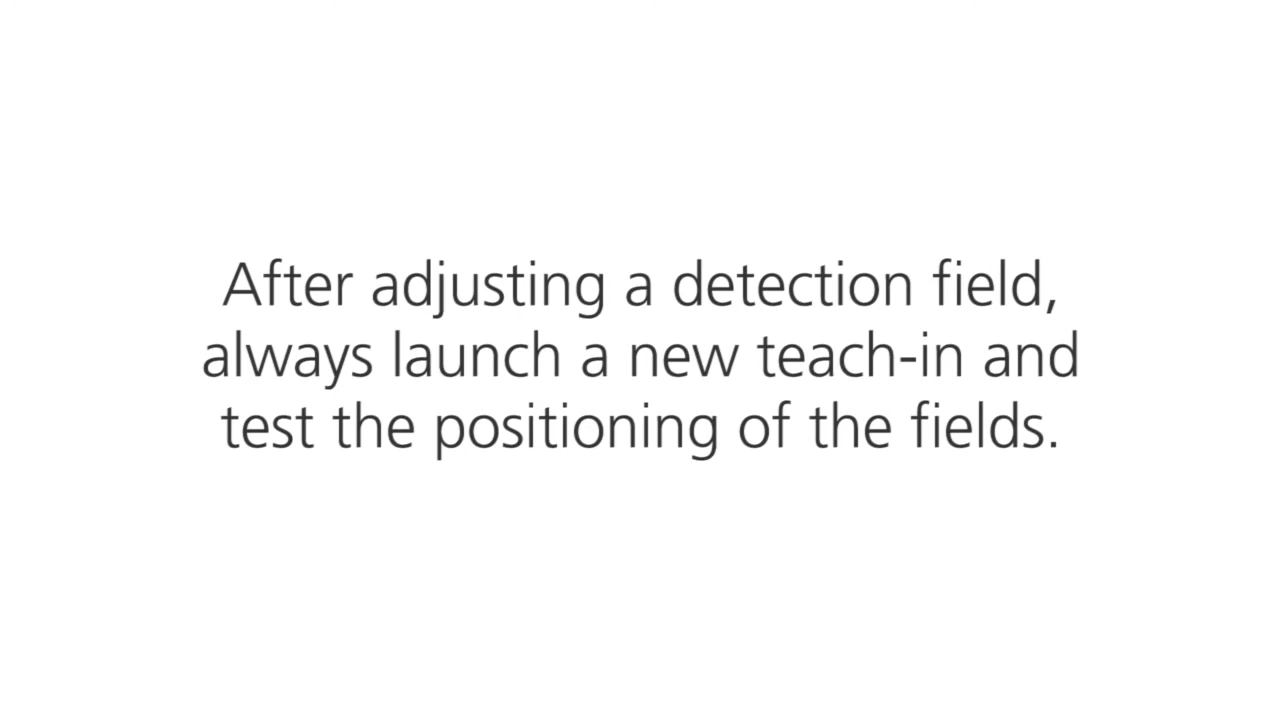 After adjusting a detection field,
always launch a new teach-in and
test the positioning of the fields.